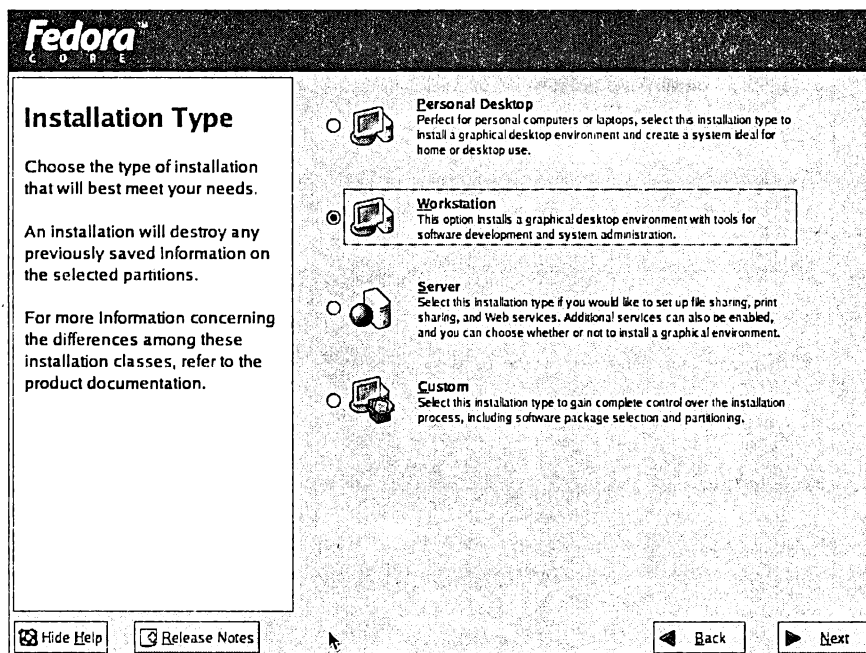 Fedora™
CORE
Installation Type
Choose the type of installation
that will best meet your needs.
An installation will destroy any
previously saved Information on
the selected partitions.
For more Information concerning
the differences among these
installation classes, refer to the
product documentation.
Personal Desktop
Perfect for personal computers or laptops, select this installation type to
install a graphical desktop environment and create a system ideal for
home or desktop use.
Workstation
This option installs a graphical desktop environment with tools for
software development and system administration.
Server
Select this installation type if you would like to set up file sharing, print
sharing, and Web services. Additional services can also be enabled,
and you can choose whether or not to install a graphical environment.
Custom
Select this installation type to gain complete control over the installation
process, including software package selection and partitioning.
Hide Help
Release Notes
Back
Next